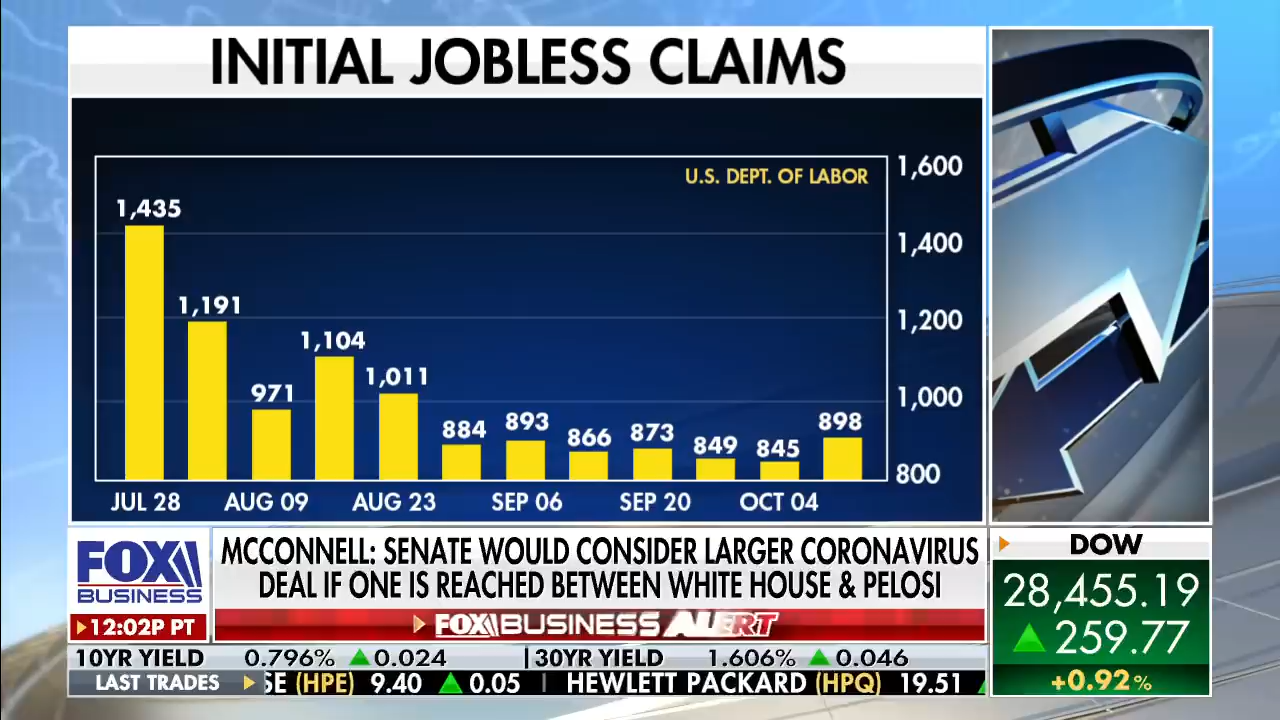 INITIAL JOBLESS CLAIMS
U.S. DEPT. OF LABOR
1,600
1,400
1,200
1,000
800
1,435
1,191
971
1,104
1,011
884
893
866
873
849
845
898
JUL 28 AUG 09 AUG 23 SEP 06 SEP 20 OCT 04
FOX
BUSINESS
12:02P PT
MCCONNELL: SENATE WOULD CONSIDER LARGER CORONAVIRUS
DEAL IF ONE IS REACHED BETWEEN WHITE HOUSE & PELOSI
FOX BUSINESS ALERT
DOW
28,455.19
259.77
+0.92%
10YR YIELD 0.796% 0.024 30YR YIELD 1.606% 0.046
LAST TRADES SE (HPE) 9.40 0.05 HEWLETT PACKARD (HPQ) 19.51